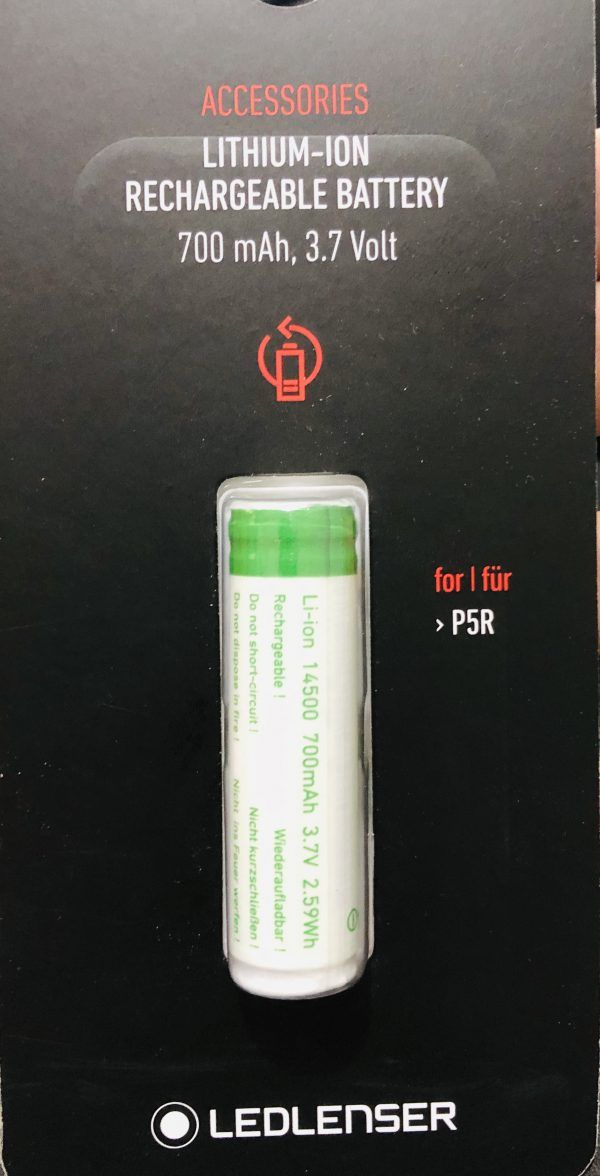 ACCESSORIES
LITHIUM-ION
RECHARGEABLE BATTERY
700 mAh, 3.7 Volt
for | für
› P5R
Li-ion 14500 700mAh 3.7V 2.59Wh
Rechargeable ! Wiederaufladbar !
Do not short-circuit ! Nicht kurzschließen !
Do not dispose in fire ! Nicht ins Feuer werfen !
LEDLENSER